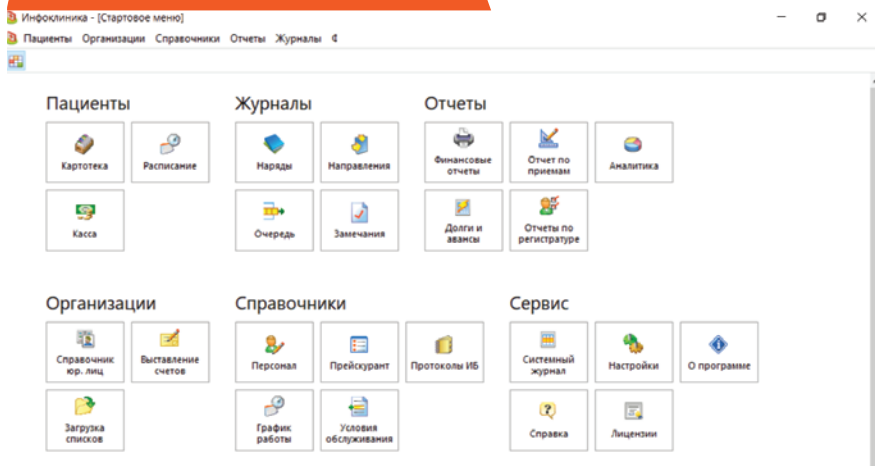 Инфоклиника - [Стартовое меню]
Пациенты Организации Справочники Отчеты Журналы
Пациенты Журналы Отчеты
Картотека Расписание Наряды Направления Финансовые отчеты Отчет по приемам Аналитика
Касса Очередь Замечания Долги и авансы Отчеты по регистратуре
Организации Справочники Сервис
Справочник юр. лиц Выставление счетов Персонал Прейскурант Протоколы ИБ Системный журнал Настройки О программе
Загрузка списков График работы Условия обслуживания Справка Лицензии